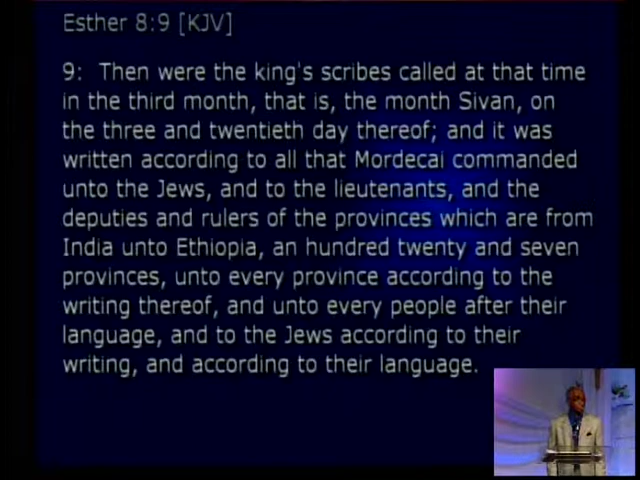 Esther 8:9 [KJV]
9: Then were the king's scribes called at that time
in the third month, that is, the month Sivan, on
the three and twentieth day thereof; and it was
written according to all that Mordecai commanded
unto the Jews, and to the lieutenants, and the
deputies and rulers of the provinces which are from
India unto Ethiopia, an hundred twenty and seven
provinces, unto every province according to the
writing thereof, and unto every people after their
language, and to the Jews according to their
writing, and according to their language.